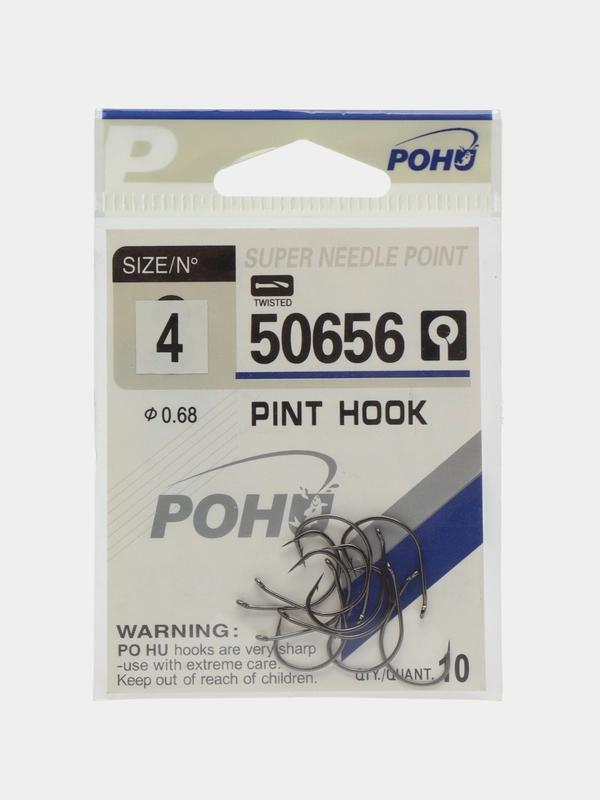 P
POHU
SIZE/N°
SUPER NEEDLE POINT
TWISTED
4
50656
Φ0.68
PINT HOOK
POHU
WARNING:
PO HU hooks are very sharp
-use with extreme care.
Keep out of reach of children.
QTY./QUANT. 10